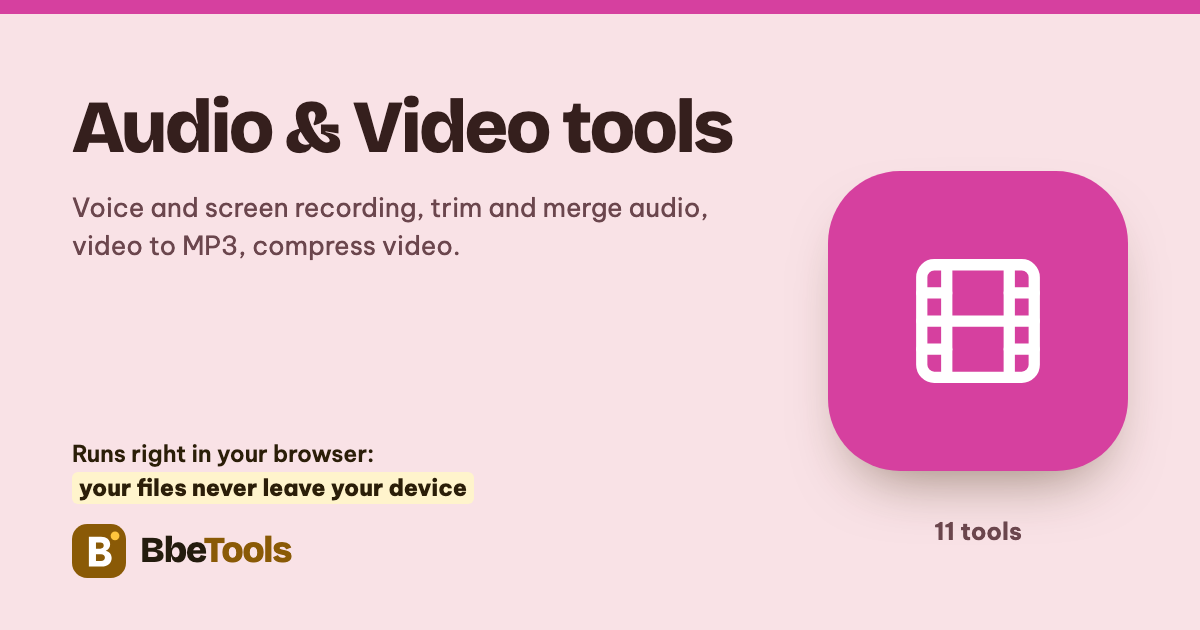 Audio & Video tools
Voice and screen recording, trim and merge audio,
video to MP3, compress video.
Runs right in your browser:
your files never leave your device
B
BbeTools
11 tools